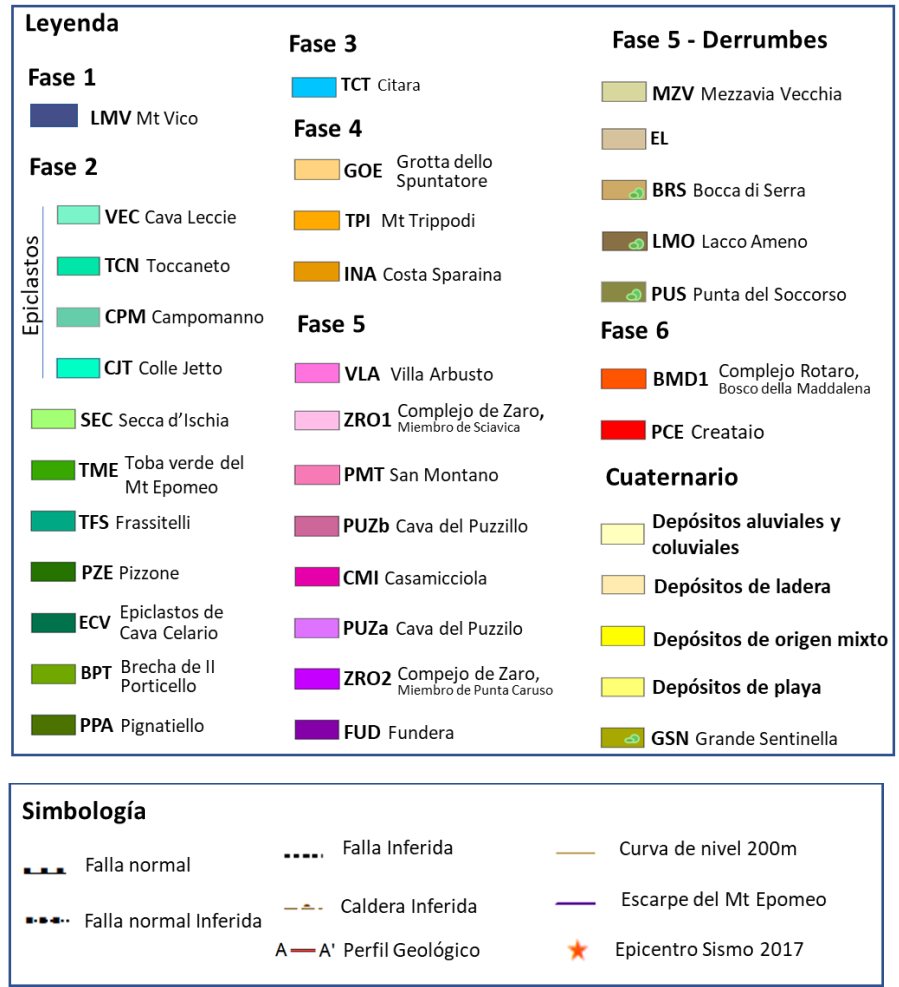 Leyenda
Fase 1
LMV Mt Vico
Fase 2
Epiclastos
VEC Cava Leccie
TCN Toccaneto
CPM Campomanno
CJT Colle Jetto
SEC Secca d'Ischia
TME Toba verde del
Mt Epomeo
TFS Frassitelli
PZE Pizzone
ECV Epiclastos de
Cava Celario
BPT Brecha de II
Porticello
PPA Pignatiello
Fase 3
TCT Citara
Fase 4
GOE Grotta dello
Spuntatore
TPI Mt Trippodi
INA Costa Sparaina
Fase 5
VLA Villa Arbusto
ZRO1 Complejo de Zaro,
Miembro de Sciavica
PMT San Montano
PUZb Cava del Puzzillo
CMI Casamicciola
PUZa Cava del Puzzilo
ZRO2 Compejo de Zaro,
Miembro de Punta Caruso
FUD Fundera
Fase 5 - Derrumbes
MZV Mezzavia Vecchia
EL
BRS Bocca di Serra
LMO Lacco Ameno
PUS Punta del Soccorso
Fase 6
BMD1 Complejo Rotaro,
Bosco della Maddalena
PCE Creataio
Cuaternario
Depósitos aluviales y
coluviales
Depósitos de ladera
Depósitos de origen mixto
Depósitos de playa
GSN Grande Sentinella
Simbología
Falla normal
Falla normal Inferida
Falla Inferida
Caldera Inferida
A A' Perfil Geológico
Curva de nivel 200m
Escarpe del Mt Epomeo
Epicentro Sismo 2017